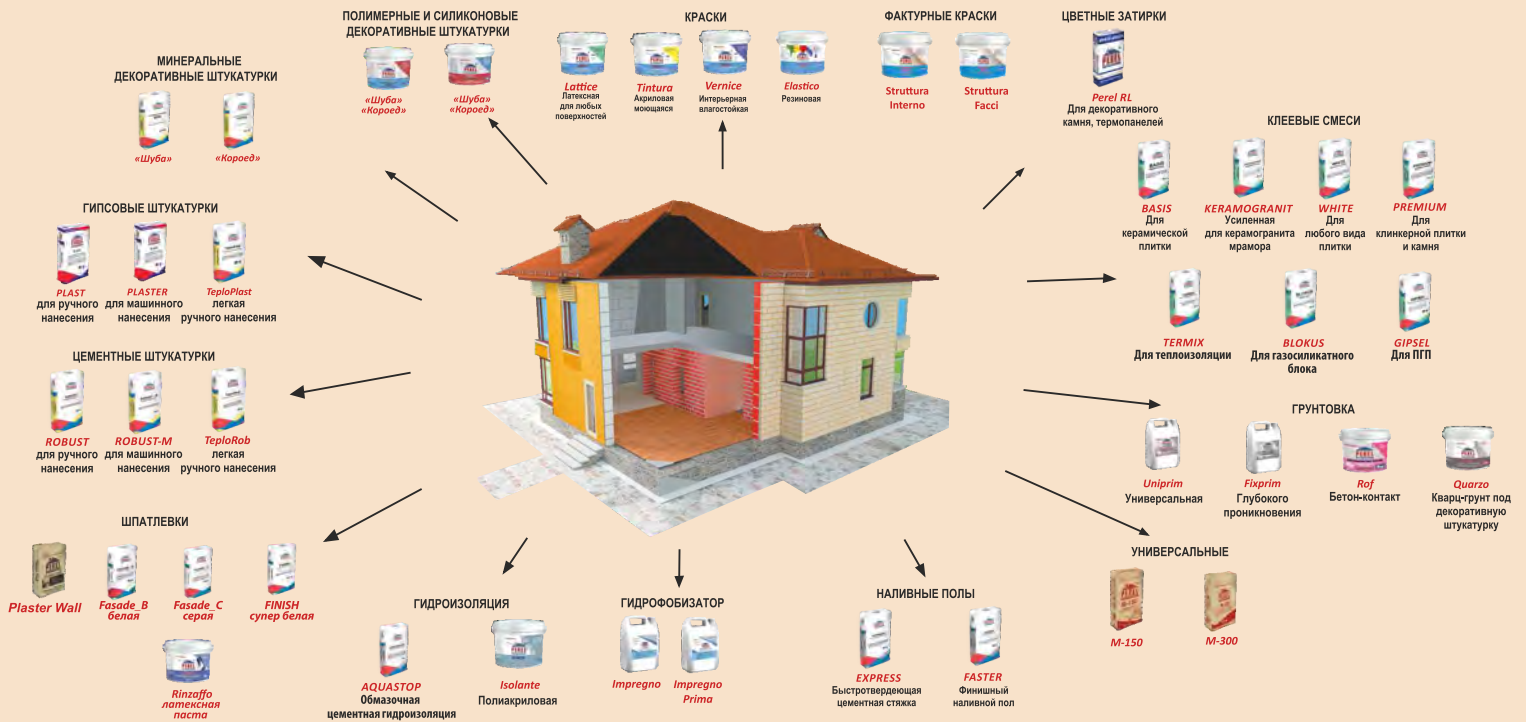 ПОЛИМЕРНЫЕ И СИЛИКОНОВЫЕ
ДЕКОРАТИВНЫЕ ШТУКАТУРКИ
«Шуба»
«Короед»
«Шуба»
«Короед»
КРАСКИ
Lattice
Латексная
для любых
поверхностей
Tintura
Акриловая
моющаяся
Vernice
Интерьерная
влагостойкая
Elastico
Резиновая
ФАКТУРНЫЕ КРАСКИ
Struttura
Interno
Struttura
Facci
ЦВЕТНЫЕ ЗАТИРКИ
Perel RL
Для декоративного
камня, термопанелей
МИНЕРАЛЬНЫЕ
ДЕКОРАТИВНЫЕ ШТУКАТУРКИ
«Шуба»
«Короед»
КЛЕЕВЫЕ СМЕСИ
BASIS
Для
керамической
плитки
KERAMOGRANIT
Усиленная
для керамогранита
мрамора
WHITE
Для
любого вида
плитки
PREMIUM
Для
клинкерной плитки
и камня
TERMIX
Для теплоизоляции
BLOKUS
Для газосиликатного
блока
GIPSEL
Для ПГП
ГИПСОВЫЕ ШТУКАТУРКИ
PLAST
для ручного
нанесения
PLASTER
для машинного
нанесения
TeploPlast
легкая
ручного нанесения
ЦЕМЕНТНЫЕ ШТУКАТУРКИ
ROBUST
для ручного
нанесения
ROBUST-M
для машинного
нанесения
TeploRob
легкая
ручного нанесения
ГРУНТОВКА
Uniprim
Универсальная
Fixprim
Глубокого
проникновения
Rof
Бетон-контакт
Quarzo
Кварц-грунт под
декоративную
штукатурку
ШПАТЛЕВКИ
Plaster Wall
Fasade_B
белая
Fasade_C
серая
FINISH
супер белая
Rinzaffo
латексная
паста
ГИДРОИЗОЛЯЦИЯ
AQUASTOP
Обмазочная
цементная гидроизоляция
Isolante
Полиакриловая
ГИДРОФОБИЗАТОР
Impregno
Impregno
Prima
НАЛИВНЫЕ ПОЛЫ
EXPRESS
Быстротвердеющая
цементная стяжка
FASTER
Финишный
наливной пол
УНИВЕРСАЛЬНЫЕ
M-150
M-300